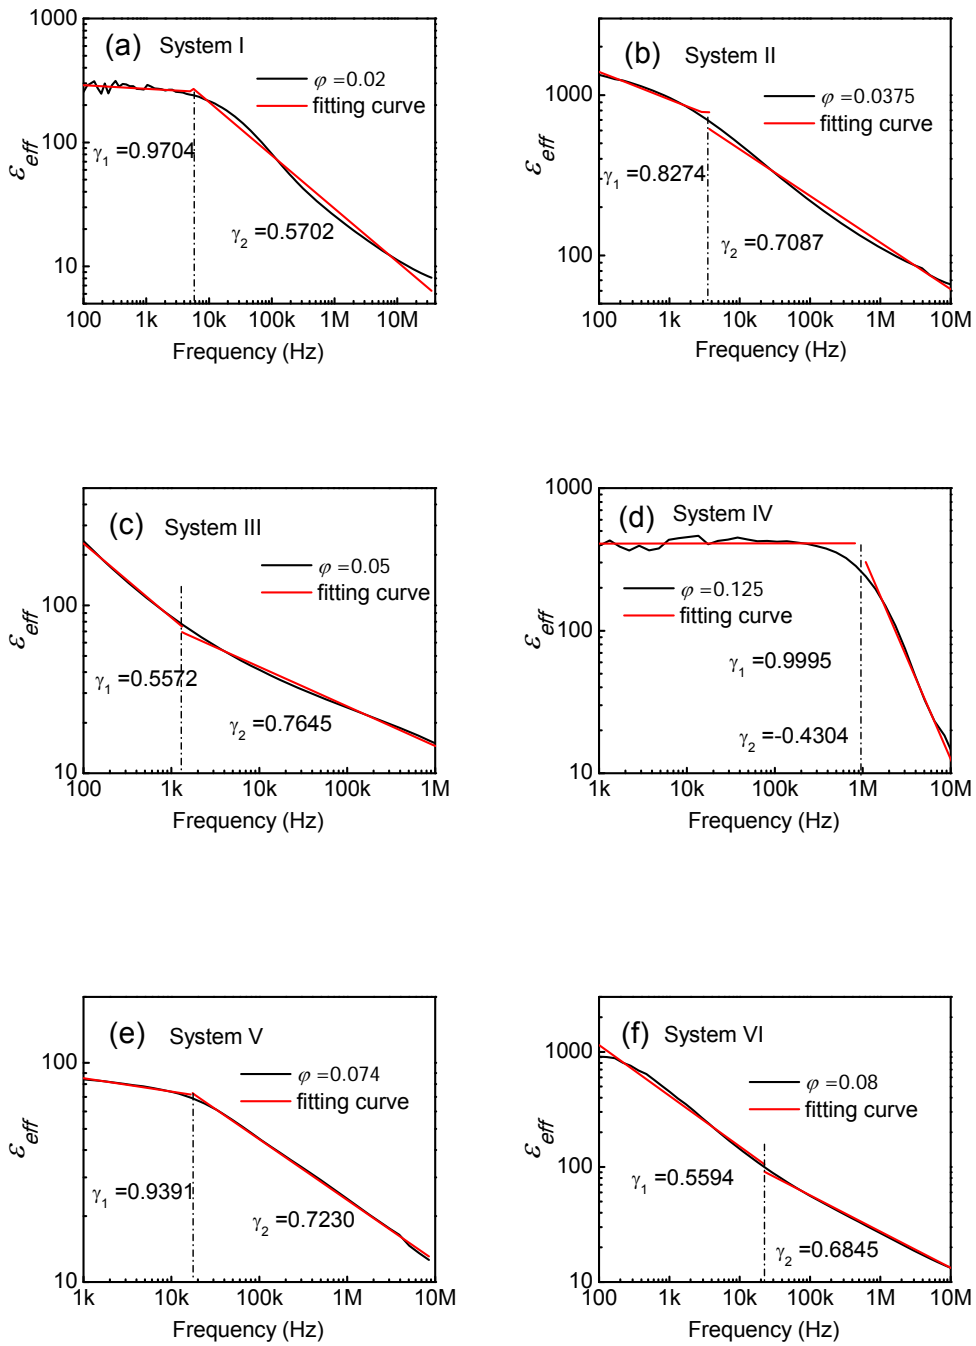 (a) System I
φ=0.02
fitting curve
γ1 =0.9704
γ2 =0.5702
1000
100
10
εeff
100 1k 10k 100k 1M 10M
Frequency (Hz)
(b) System II
φ=0.0375
fitting curve
γ1 =0.8274
γ2 =0.7087
1000
100
εeff
100 1k 10k 100k 1M 10M
Frequency (Hz)
(c) System III
φ=0.05
fitting curve
γ1 =0.5572
γ2 =0.7645
100
10
εeff
100 1k 10k 100k 1M
Frequency (Hz)
(d) System IV
φ=0.125
fitting curve
γ1 =0.9995
γ2 =-0.4304
1000
100
10
εeff
1k 10k 100k 1M 10M
Frequency (Hz)
(e) System V
φ=0.074
fitting curve
γ1 =0.9391
γ2 =0.7230
100
10
εeff
1k 10k 100k 1M 10M
Frequency (Hz)
(f) System VI
φ=0.08
fitting curve
γ1 =0.5594
γ2 =0.6845
1000
100
10
εeff
100 1k 10k 100k 1M 10M
Frequency (Hz)